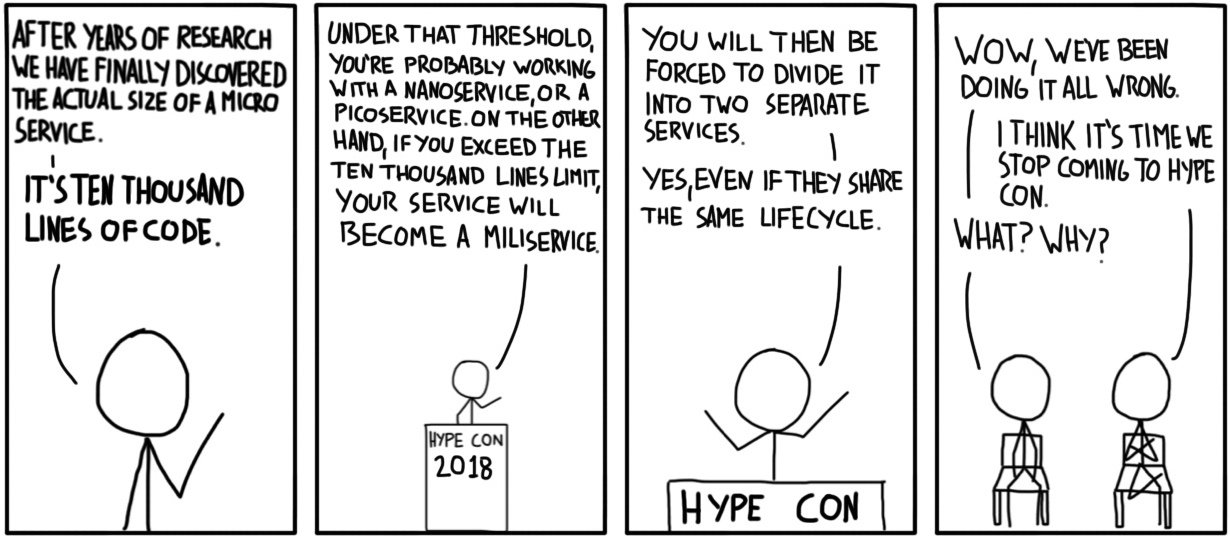 AFTER YEARS OF RESEARCH
WE HAVE FINALLY DISCOVERED
THE ACTUAL SIZE OF A MICRO
SERVICE.
IT'S TEN THOUSAND
LINES OF CODE.
UNDER THAT THRESHOLD,
YOU'RE PROBABLY WORKING
WITH A NANOSERVICE, OR A
PICOSERVICE. ON THE OTHER
HAND, IF YOU EXCEED THE
TEN THOUSAND LINES LIMIT,
YOUR SERVICE WILL
BECOME A MILISERVICE.
HYPE CON
2018
YOU WILL THEN BE
FORCED TO DIVIDE IT
INTO TWO SEPARATE
SERVICES.
YES, EVEN IF THEY SHARE
THE SAME LIFECYCLE.
HYPE CON
WOW, WE'VE BEEN
DOING IT ALL WRONG.
I THINK IT'S TIME WE
STOP COMING TO HYPE
CON.
WHAT? WHY?